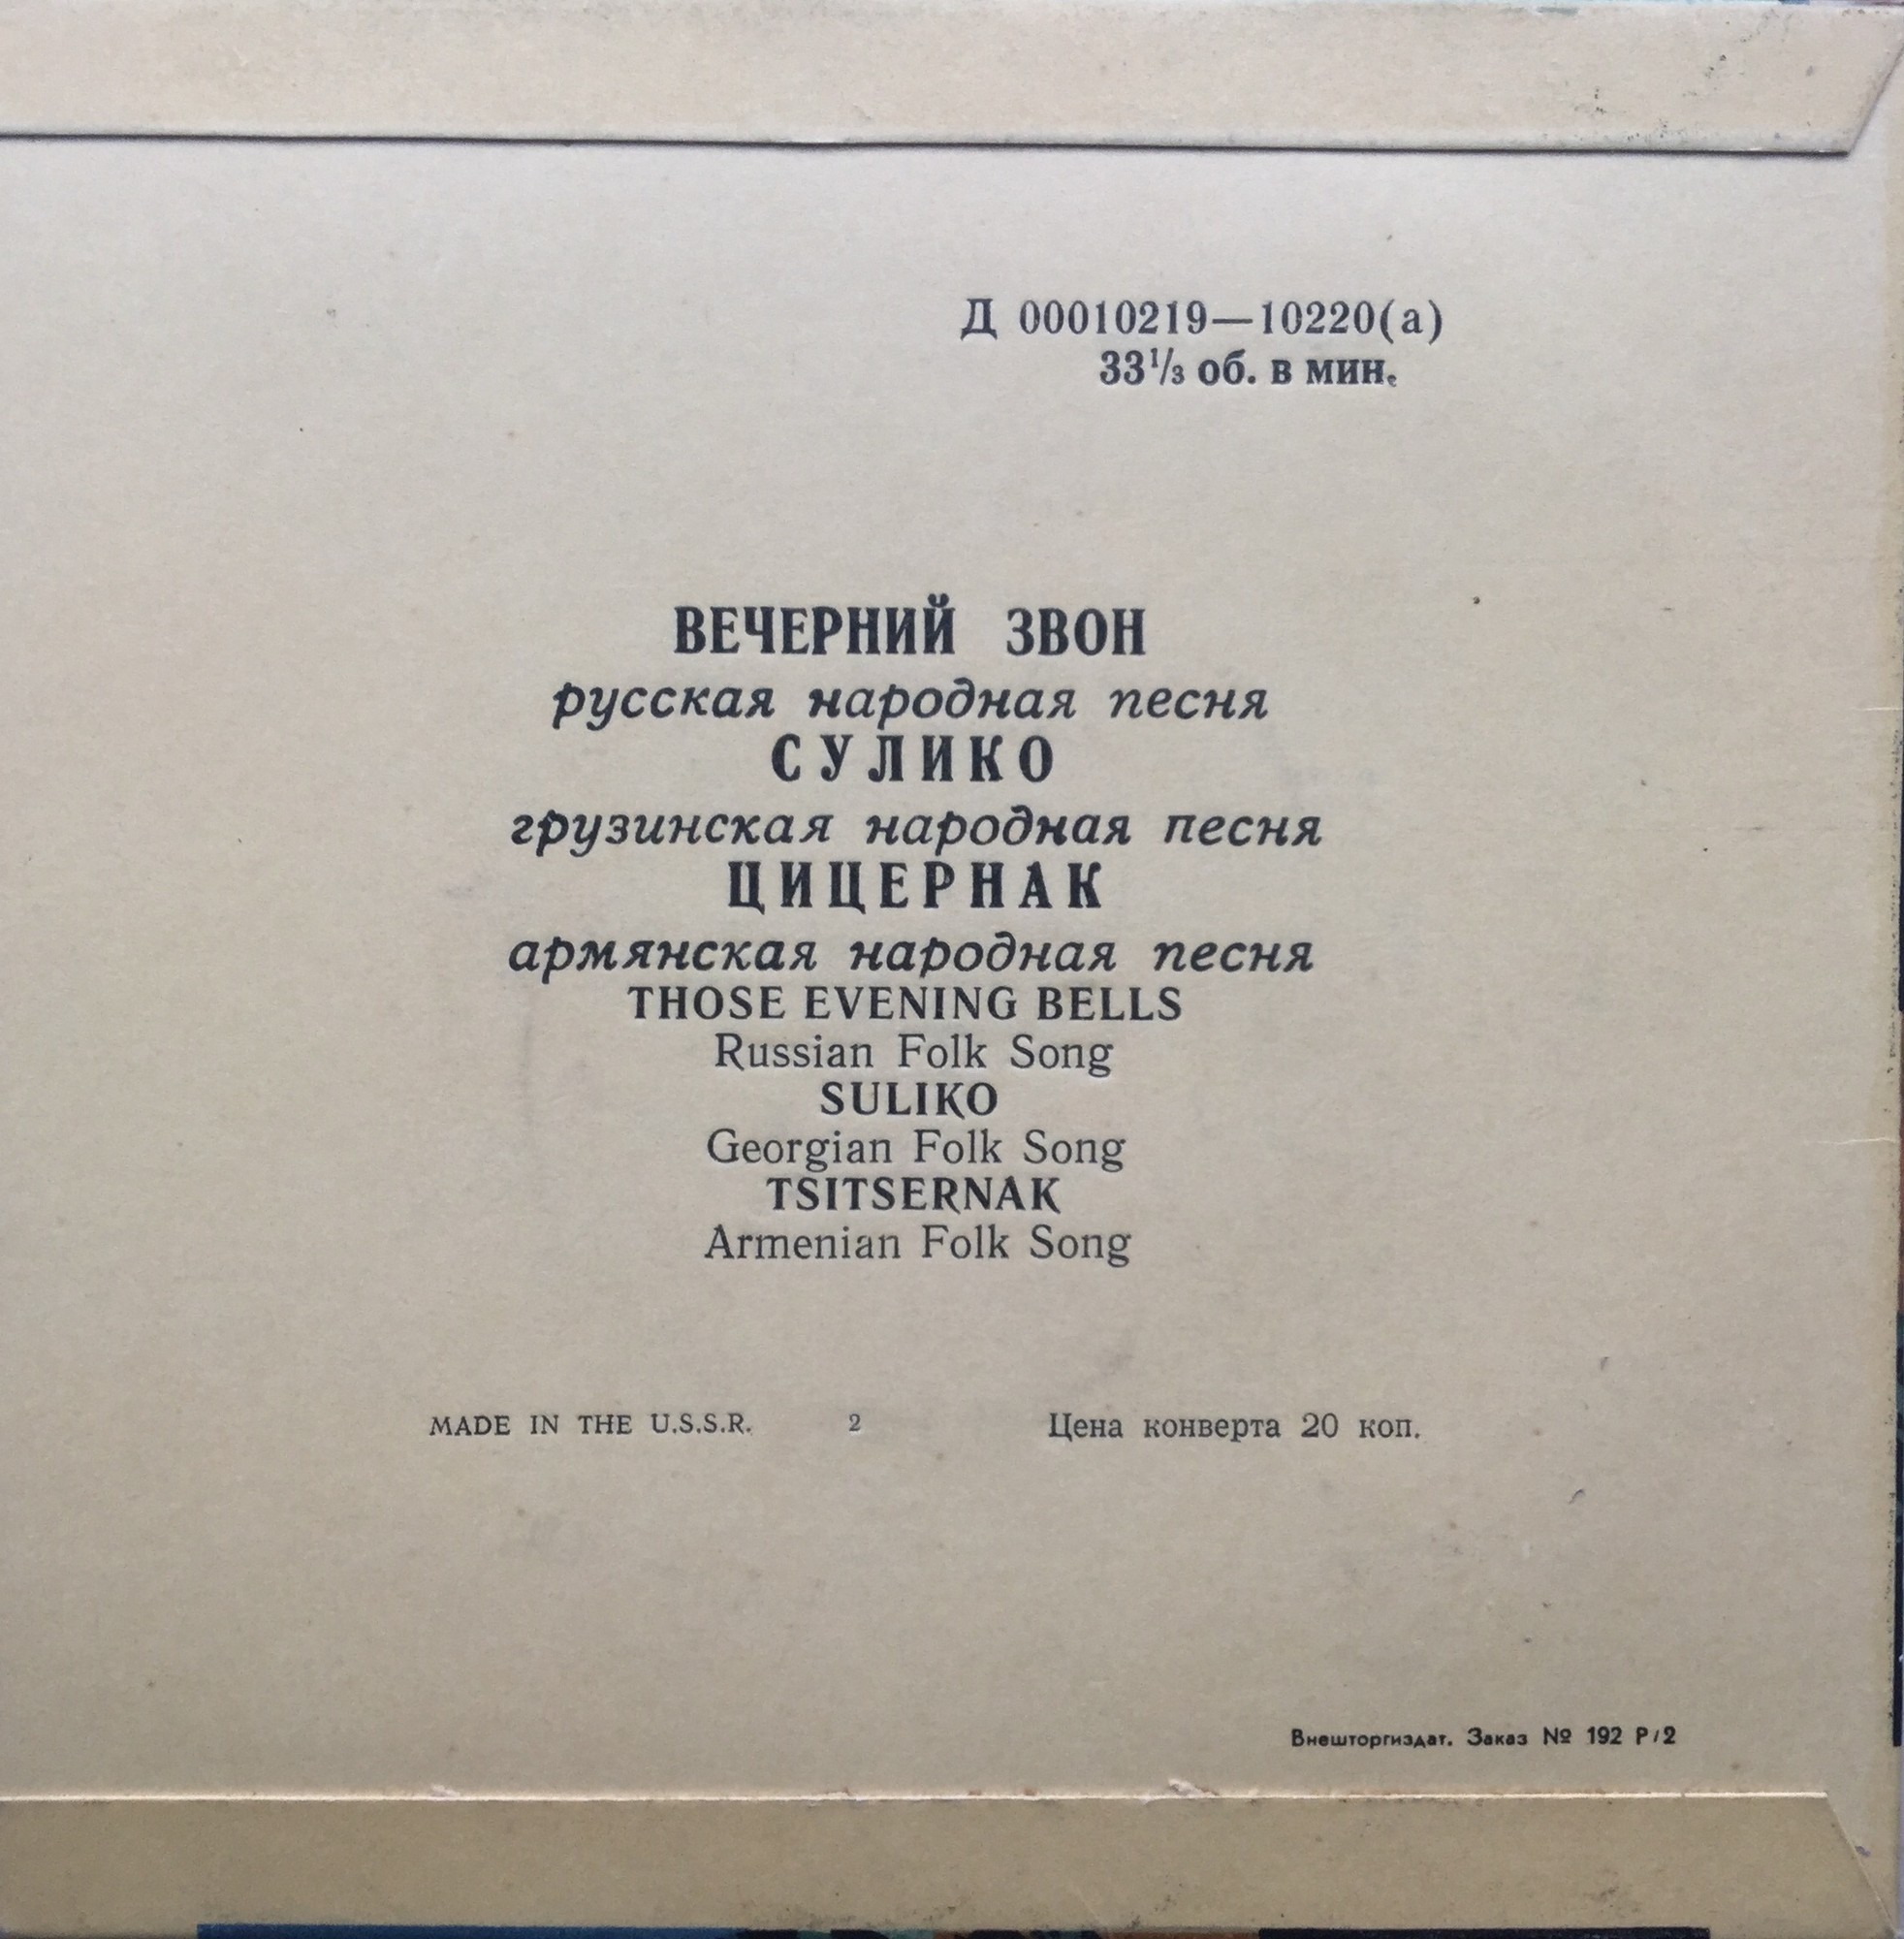 Д 00010219—10220(а)
33⅓ об. в мин.
ВЕЧЕРНИЙ ЗВОН
русская народная песня
СУЛИКО
грузинская народная песня
ЦИЦЕРНАК
армянская народная песня
THOSE EVENING BELLS
Russian Folk Song
SULIKO
Georgian Folk Song
TSITSERNAK
Armenian Folk Song
MADE IN THE U.S.S.R. 2 Цена конверта 20 коп.
Внешторгиздат. Заказ № 192 Р/2